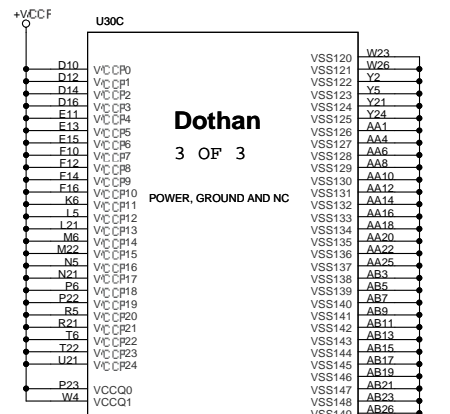 +VCCP
U30C
D10 VCCP0
D12 VCCP1
D14 VCCP2
D16 VCCP3
E11 VCCP4
E13 VCCP5
E15 VCCP6
F10 VCCP7
F12 VCCP8
F14 VCCP9
F16 VCCP10
K6 VCCP11
L5 VCCP12
L21 VCCP13
M6 VCCP14
M22 VCCP15
N5 VCCP16
N21 VCCP17
P6 VCCP18
P22 VCCP19
R5 VCCP20
R21 VCCP21
T6 VCCP22
T22 VCCP23
U21 VCCP24
P23 VCCQ0
W4 VCCQ1
Dothan
3 OF 3
POWER, GROUND AND NC
VSS120 W23
VSS121 W26
VSS122 Y2
VSS123 Y5
VSS124 Y21
VSS125 Y24
VSS126 AA1
VSS127 AA4
VSS128 AA6
VSS129 AA8
VSS130 AA10
VSS131 AA12
VSS132 AA14
VSS133 AA16
VSS134 AA18
VSS135 AA20
VSS136 AA22
VSS137 AA25
VSS138 AB3
VSS139 AB5
VSS140 AB7
VSS141 AB9
VSS142 AB11
VSS143 AB13
VSS144 AB15
VSS145 AB17
VSS146 AB19
VSS147 AB21
VSS148 AB23
AB26